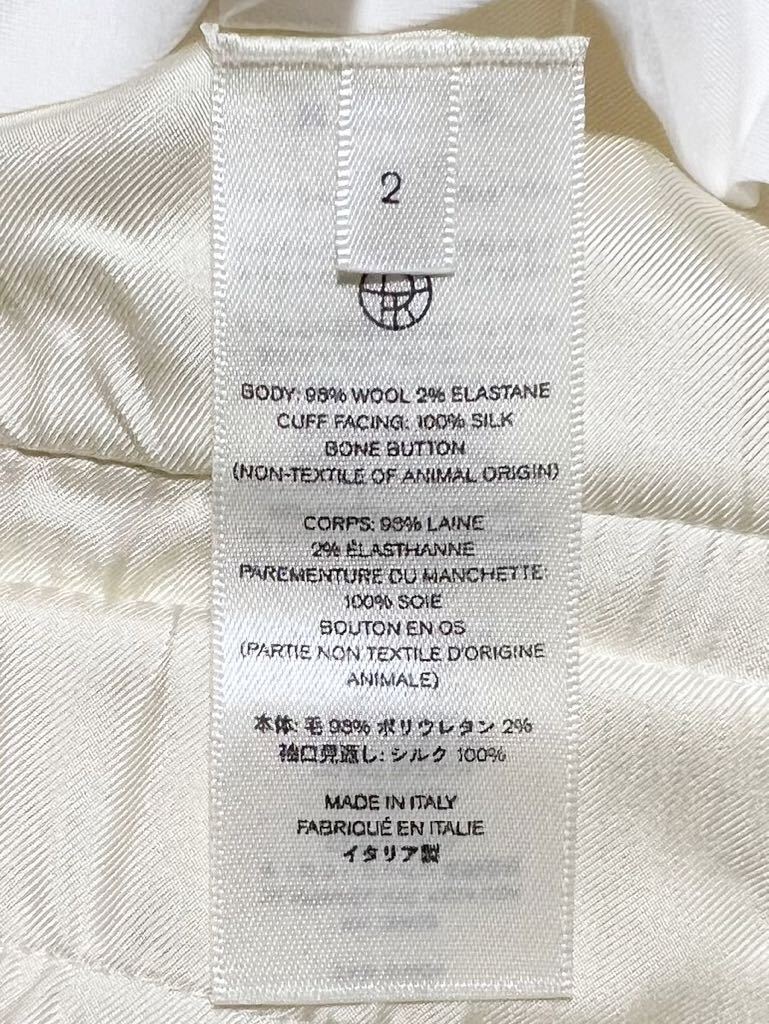 2
BODY: 98% WOOL 2% ELASTANE
CUFF FACING: 100% SILK
BONE BUTTON
(NON-TEXTILE OF ANIMAL ORIGIN)
CORPS: 98% LAINE
2% ÉLASTHANNE
PAREMENTURE DU MANCHETTE:
100% SOIE
BOUTON EN OS
(PARTIE NON TEXTILE D'ORIGINE
ANIMALE)
本体: 毛 98% ポリウレタン 2%
袖口見返し: シルク 100%
MADE IN ITALY
FABRIQUÉ EN ITALIE
イタリア製